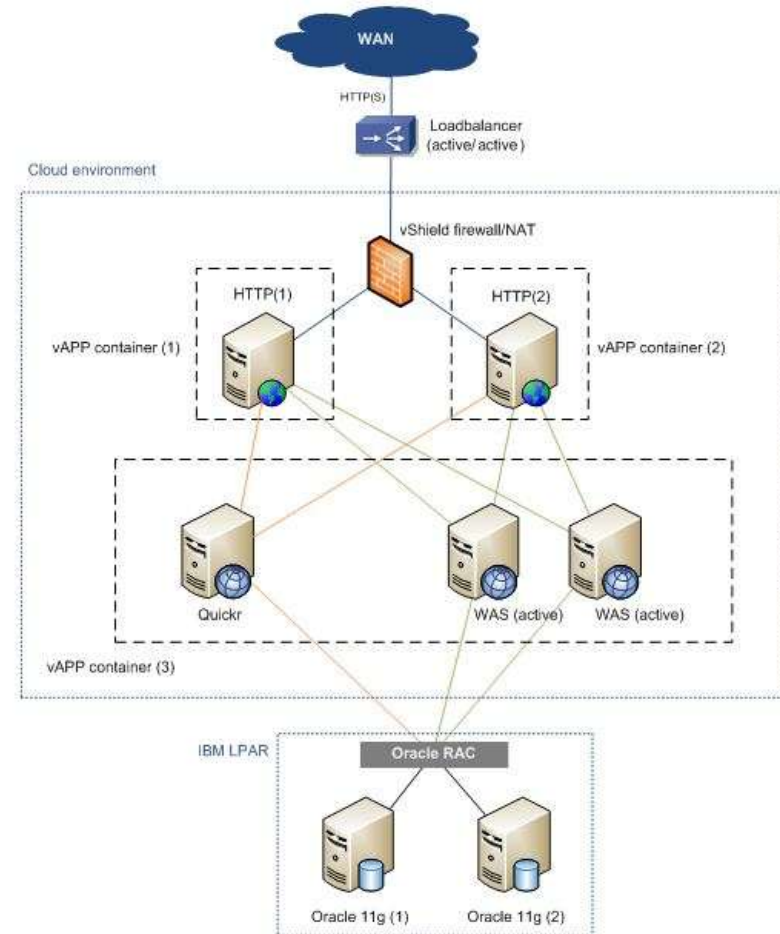 WAN
HTTP(S)
Loadbalancer
(active/active)
Cloud environment
vShield firewall/NAT
HTTP(1)
HTTP(2)
vAPP container (1)
vAPP container (2)
Quickr
WAS (active)
WAS (active)
vAPP container (3)
IBM LPAR
Oracle RAC
Oracle 11g (1)
Oracle 11g (2)